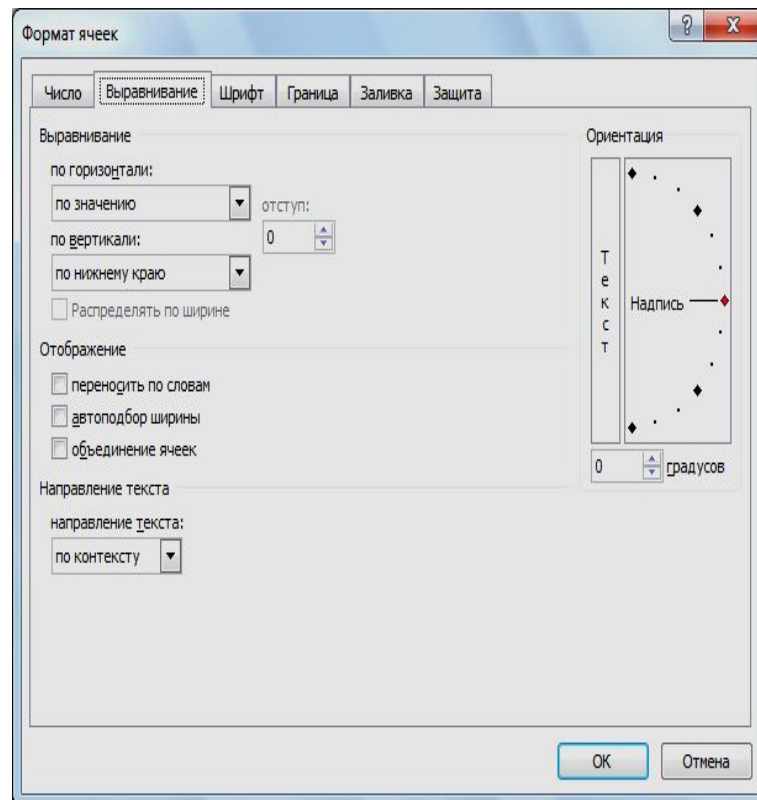 Формат ячеек
Число Выравнивание Шрифт Граница Заливка Защита
Выравнивание
по горизонтали:
по значению
отступ:
0
по вертикали:
по нижнему краю
Распределять по ширине
Отображение
переносить по словам
автоподбор ширины
объединение ячеек
Направление текста
направление текста:
по контексту
Ориентация
Текст
Надпись
0 градусов
ОК Отмена